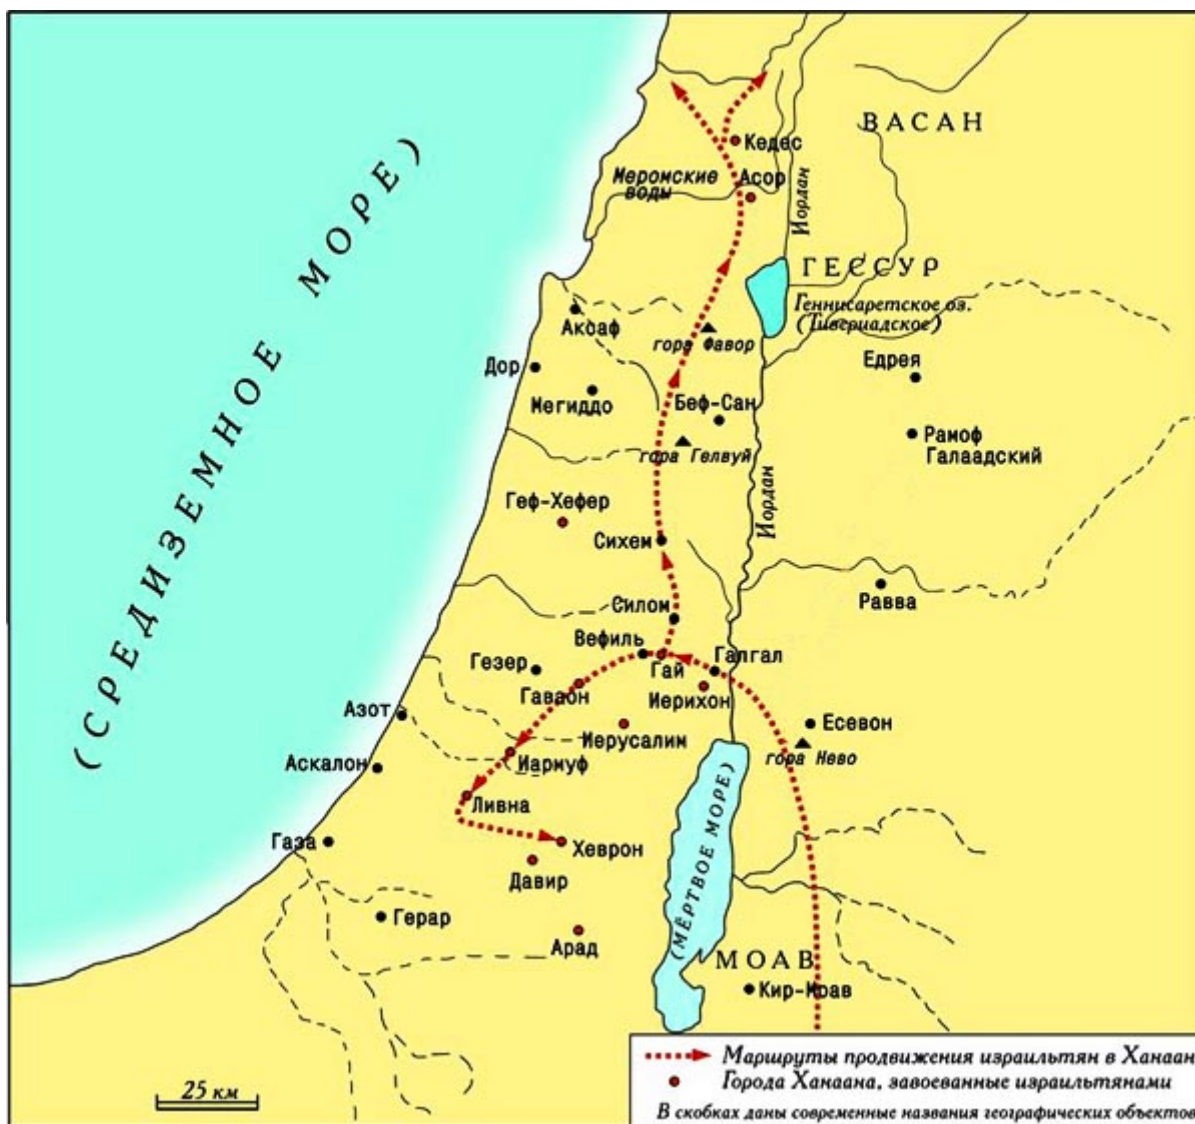 (СРЕДИЗЕМНОЕ МОРЕ)
ВАСАН
Кедес
Меромские
воды
Асор
Иордан
ГЕССУР
Геннисаретское оз.
(Тивериадское)
Аксаф
гора Фавор
Дор
Мегиддо
Едрея
Беф-Сан
гора Гелвуй
Рамоф
Галаадский
Иордан
Геф-Хефер
Сихем
Равва
Силом
Вефиль
Гай
Галгал
Гезер
Гаваон
Иерихон
Азот
Иерусалим
Есевон
гора Нево
Аскалон
Иармуф
Ливна
(МЁРТВОЕ МОРЕ)
Газа
Хеврон
Давир
Герар
Арад
МОАВ
Кир-Моав
25 км
Маршруты продвижения израильтян в Ханаан
Города Ханаана, завоеванные израильтянами
В скобках даны современные названия географических объектов